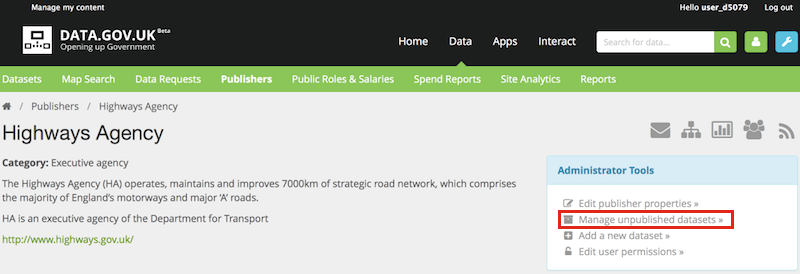 Manage my content
Hello user_d5079 Log out
DATA.GOV.UK Beta
Opening up Government
Home Data Apps Interact Search for data...
Datasets Map Search Data Requests Publishers Public Roles & Salaries Spend Reports Site Analytics Reports
/ Publishers / Highways Agency
Highways Agency
Category: Executive agency
The Highways Agency (HA) operates, maintains and improves 7000km of strategic road network, which comprises
the majority of England's motorways and major 'A' roads.
HA is an executive agency of the Department for Transport
http://www.highways.gov.uk/
Administrator Tools
Edit publisher properties »
Manage unpublished datasets »
Add a new dataset »
Edit user permissions »